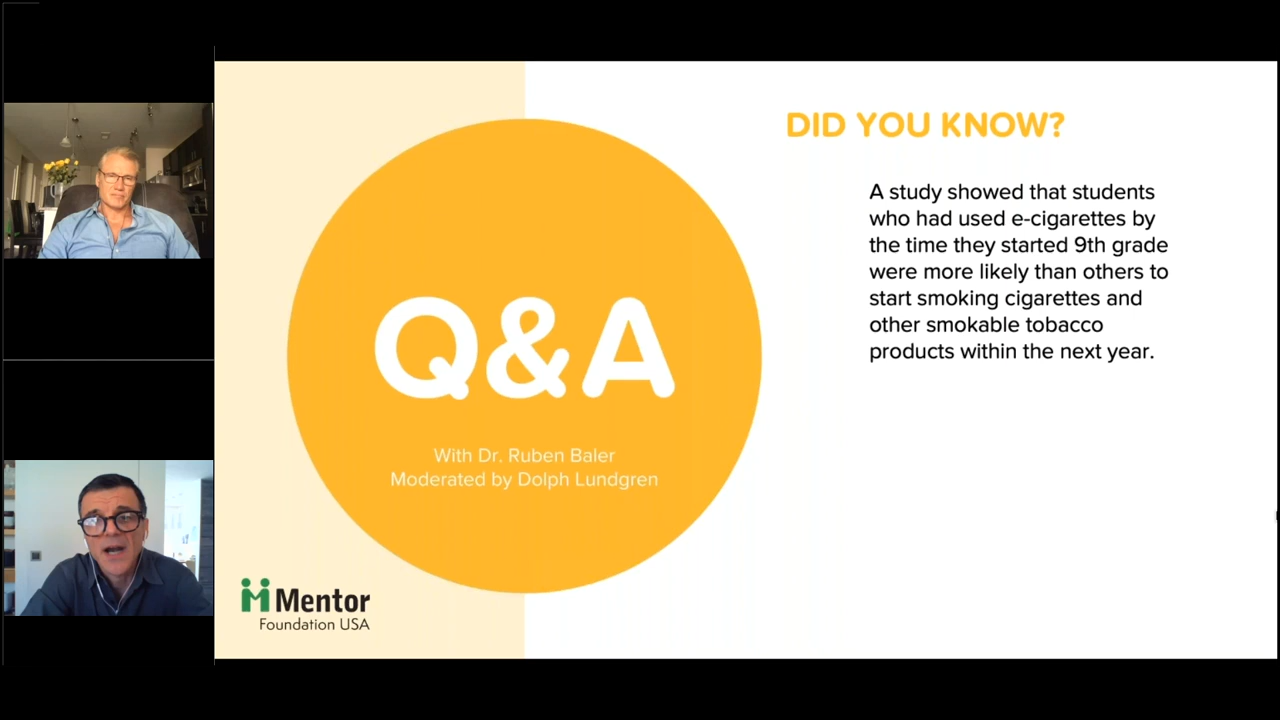 Q&A
With Dr. Ruben Baler
Moderated by Dolph Lundgren
Mentor
Foundation USA
DID YOU KNOW?
A study showed that students
who had used e-cigarettes by
the time they started 9th grade
were more likely than others to
start smoking cigarettes and
other smokable tobacco
products within the next year.